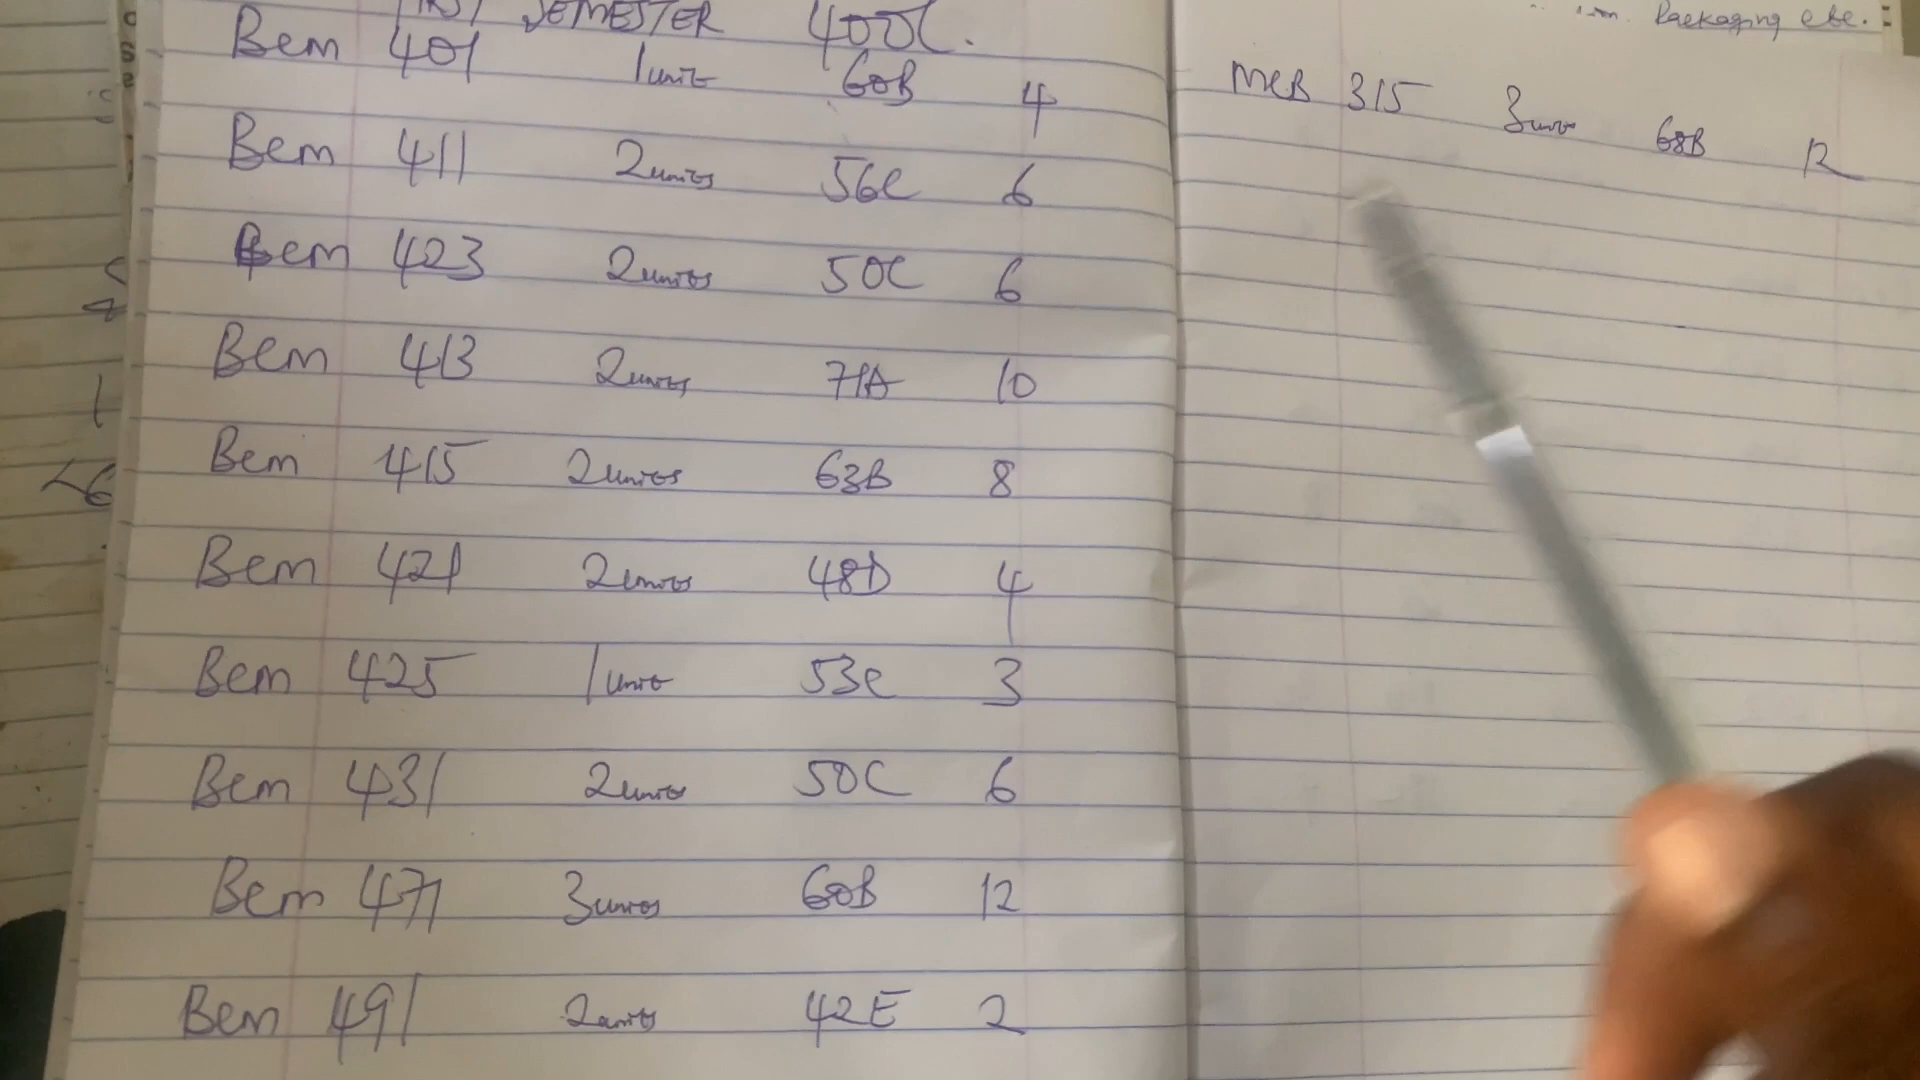 FIRST SEMESTER 400L.
Bem 401 1unit 60B 4
Bem 411 2units 56C 6
Bem 423 2units 50C 6
Bem 413 2units 71A 10
Bem 415 2units 63B 8
Bem 421 2units 48D 4
Bem 425 1unit 53C 3
Bem 431 2units 50C 6
Bem 471 3units 60B 12
Bem 491 2units 42E 2
Packaging etc.
MCB 315 3units 68B 12